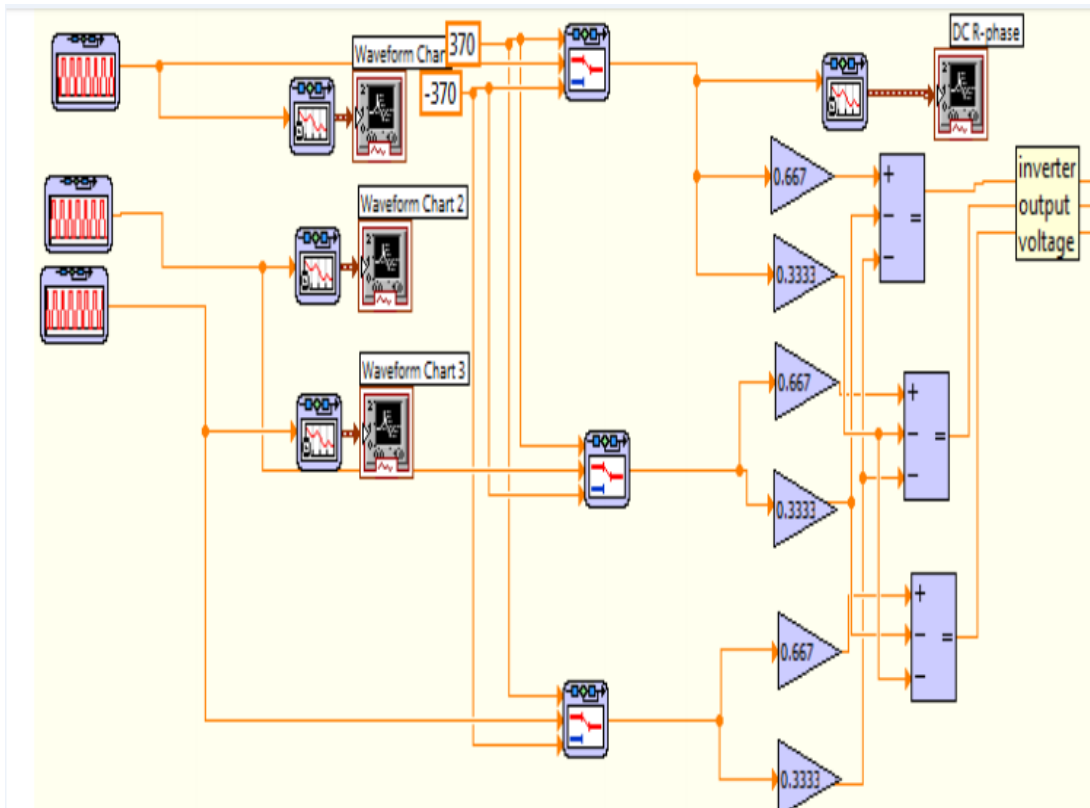 Waveform Char
370
-370
DC R-phase
0.667
+
-
-
=
inverter
output
voltage
Waveform Chart 2
0.3333
0.667
+
-
-
=
Waveform Chart 3
0.3333
+
-
-
=
0.667
0.3333